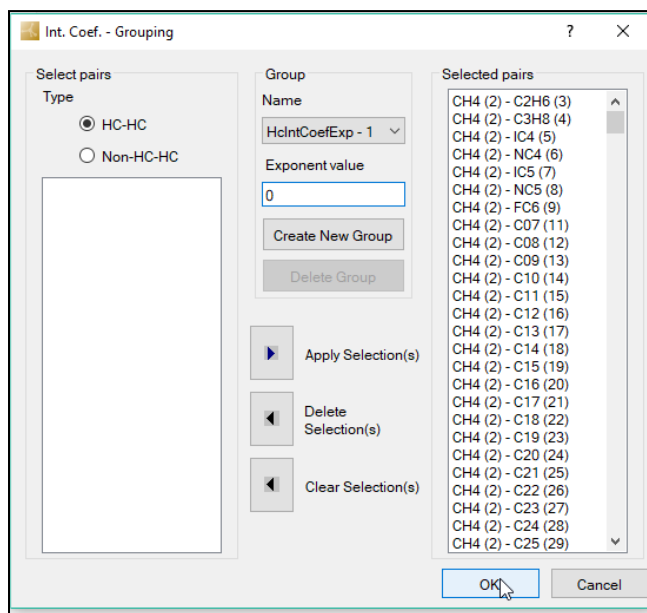 Int. Coef. - Grouping
Select pairs
Type
HC-HC
Non-HC-HC
Group
Name
HcIntCoefExp - 1
Exponent value
0
Create New Group
Delete Group
Apply Selection(s)
Delete
Selection(s)
Clear Selection(s)
Selected pairs
CH4 (2) - C2H6 (3)
CH4 (2) - C3H8 (4)
CH4 (2) - IC4 (5)
CH4 (2) - NC4 (6)
CH4 (2) - IC5 (7)
CH4 (2) - NC5 (8)
CH4 (2) - FC6 (9)
CH4 (2) - C07 (11)
CH4 (2) - C08 (12)
CH4 (2) - C09 (13)
CH4 (2) - C10 (14)
CH4 (2) - C11 (15)
CH4 (2) - C12 (16)
CH4 (2) - C13 (17)
CH4 (2) - C14 (18)
CH4 (2) - C15 (19)
CH4 (2) - C16 (20)
CH4 (2) - C17 (21)
CH4 (2) - C18 (22)
CH4 (2) - C19 (23)
CH4 (2) - C20 (24)
CH4 (2) - C21 (25)
CH4 (2) - C22 (26)
CH4 (2) - C23 (27)
CH4 (2) - C24 (28)
CH4 (2) - C25 (29)
OK
Cancel